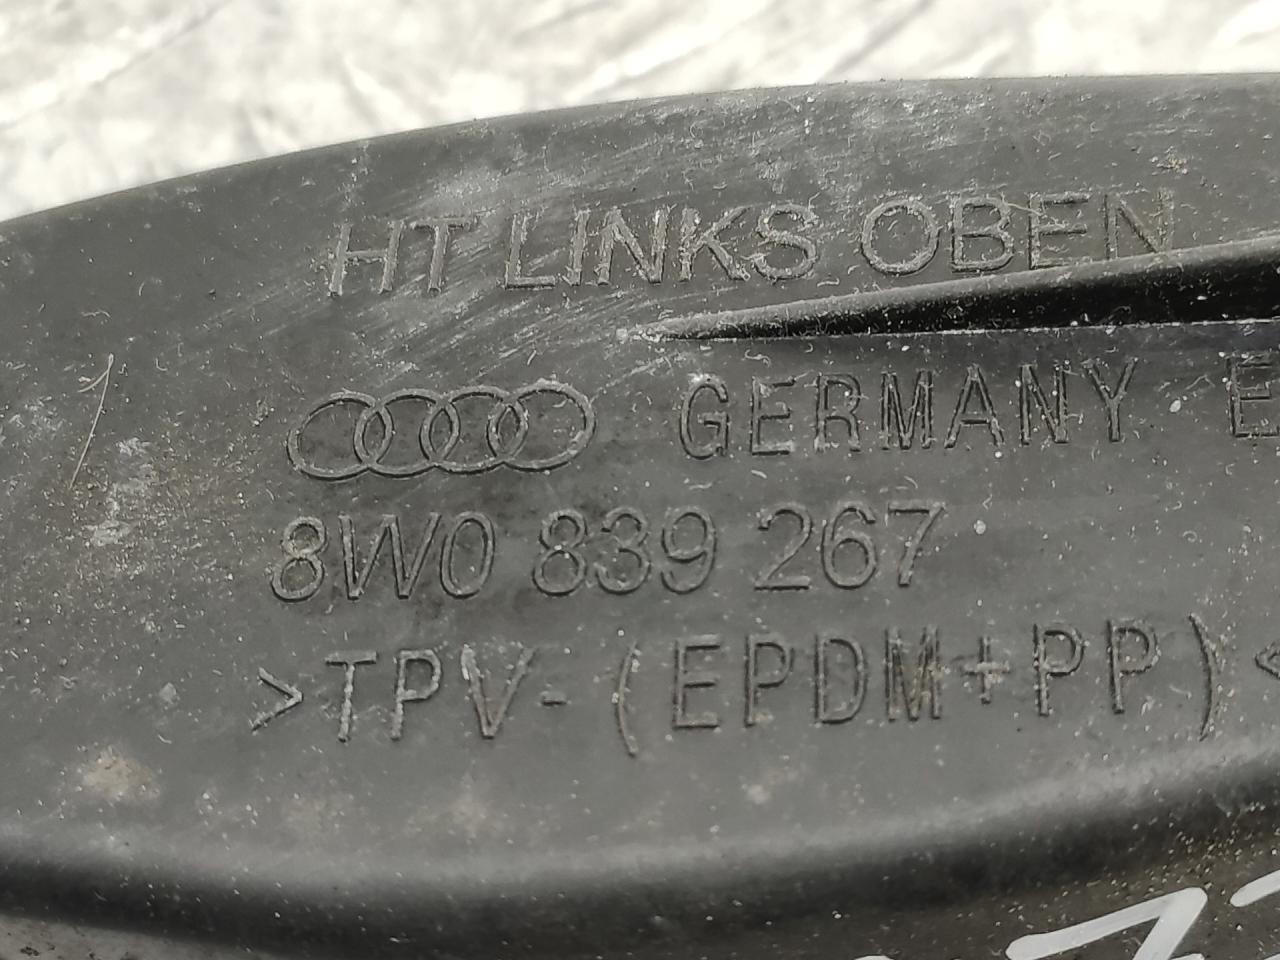 HT LINKS OBEN
GERMANY E
8W0 839 267
>TPV-(EPDM+PP)<